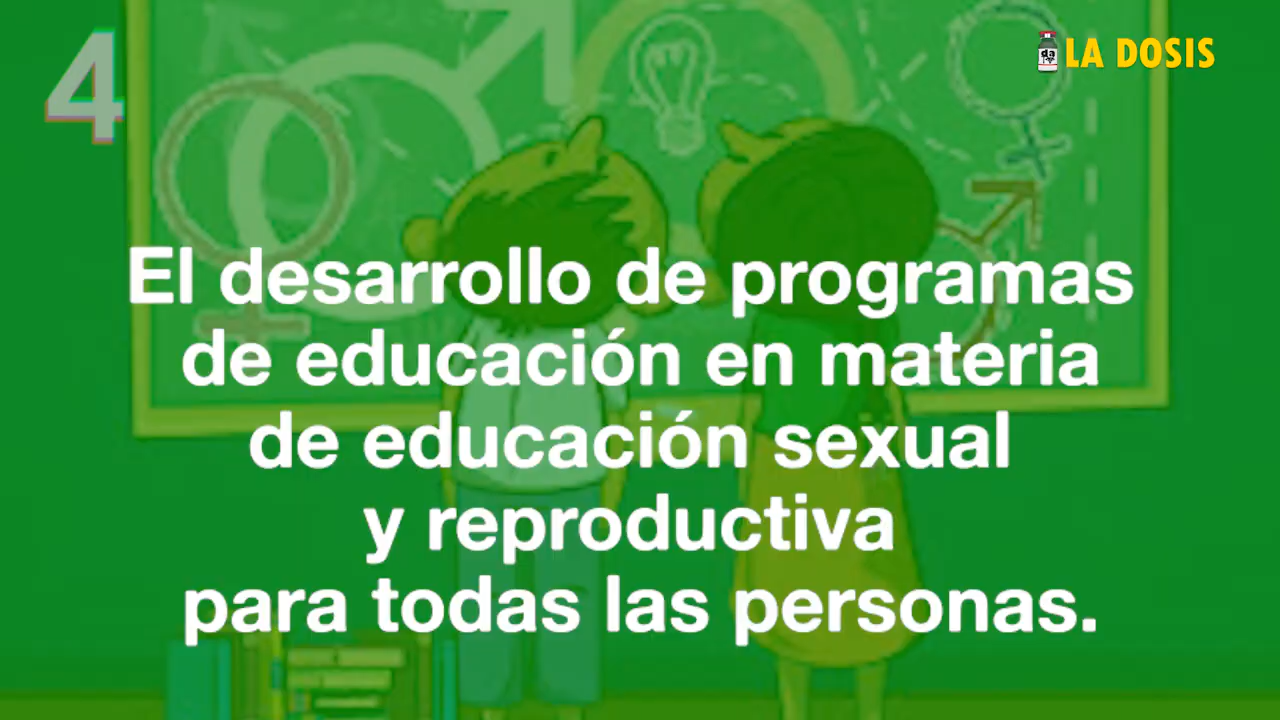 4
LA DOSIS
El desarrollo de programas
de educación en materia
de educación sexual
y reproductiva
para todas las personas.